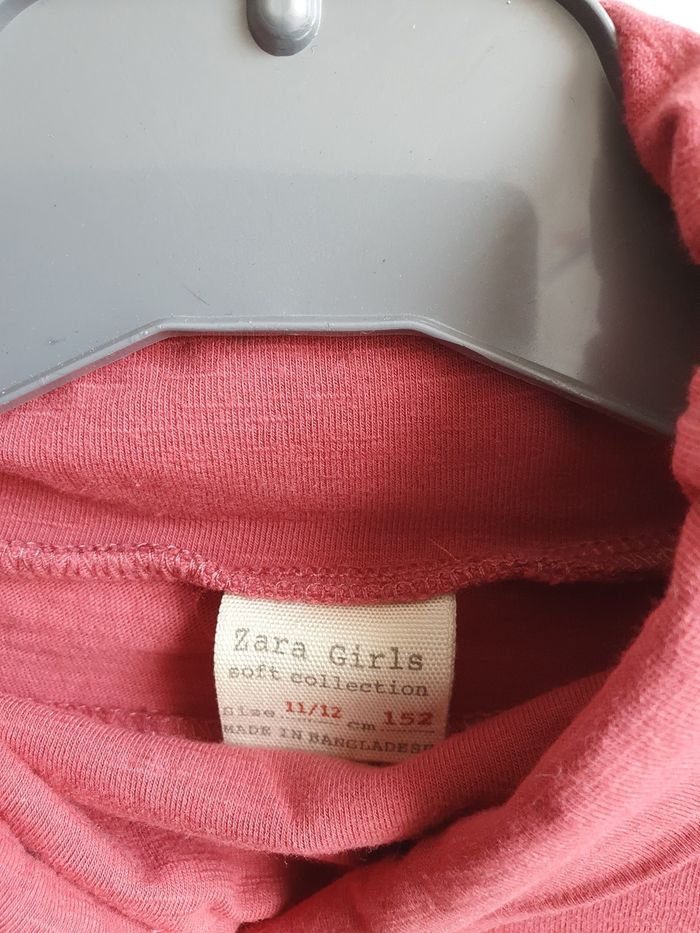 Zara Girls
soft collection
size 11/12 cm 152
MADE IN BANGLADESH